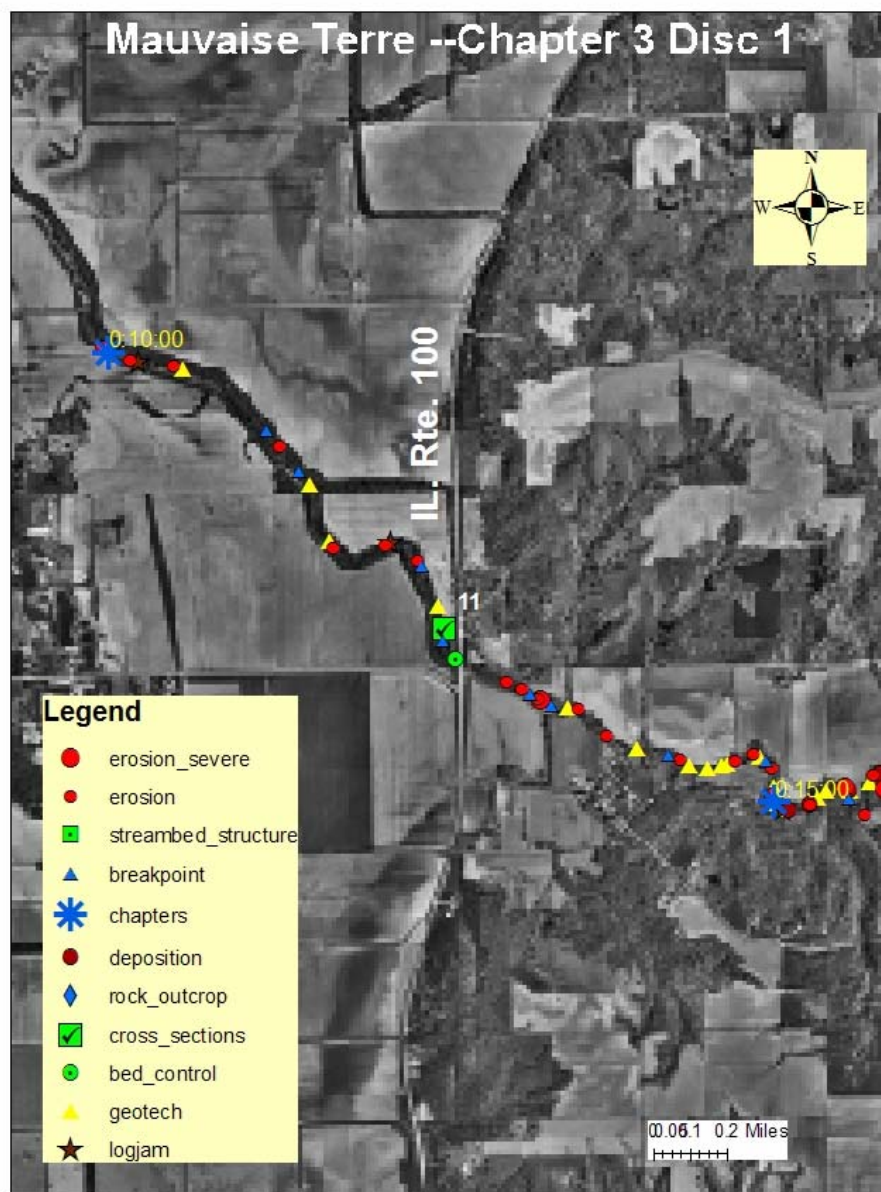 Mauvaise Terre --Chapter 3 Disc 1
N
W E
S
0:10:00
IL. Rte. 100
11
0:15:00
Legend
erosion_severe
erosion
streambed_structure
breakpoint
chapters
deposition
rock_outcrop
cross_sections
bed_control
geotech
logjam
0.2 Miles